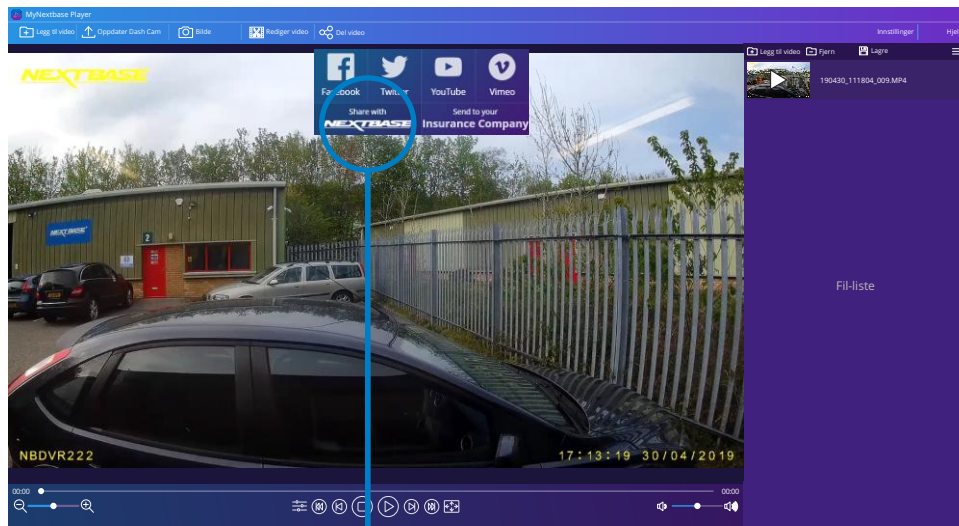 MyNextbase Player
Legg til video Oppdater Dash Cam Bilde Rediger video Del video Innstillinger Hjel
Legg til video Fjern Lagre
190430_111804_009.MP4
Fil-liste
NEXTBASE
Facebook Twitter YouTube Vimeo
Share with
NEXTBASE
Send to your
Insurance Company
NEXTBASE
2
NBDVR222
17:13:19 30/04/2019
00:00
00:00